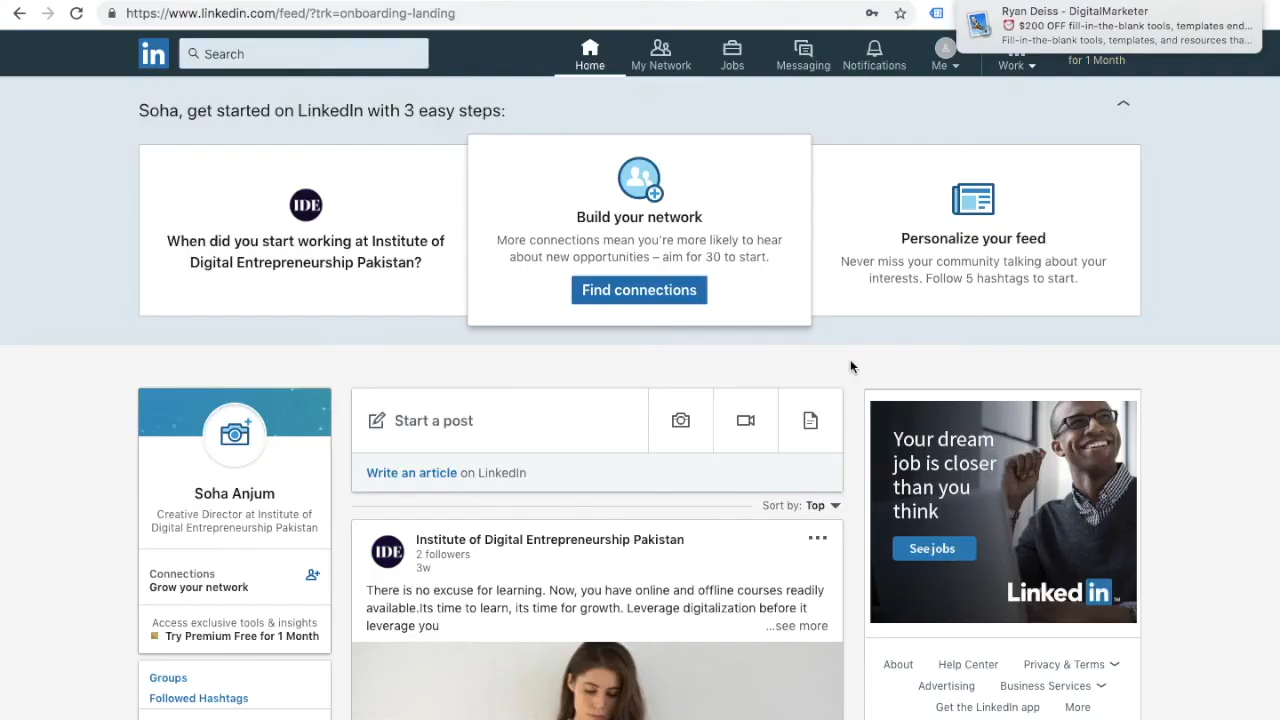 https://www.linkedin.com/feed/?trk=onboarding-landing
Ryan Deiss - DigitalMarketer
$200 OFF fill-in-the-blank tools, templates end...
Fill-in-the-blank tools, templates, and resources tha...
in
Search
Home
My Network
Jobs
Messaging
Notifications
Me
Work
for 1 Month
Soha, get started on LinkedIn with 3 easy steps:
IDE
When did you start working at Institute of
Digital Entrepreneurship Pakistan?
Build your network
More connections mean you're more likely to hear
about new opportunities – aim for 30 to start.
Find connections
Personalize your feed
Never miss your community talking about your
interests. Follow 5 hashtags to start.
Soha Anjum
Creative Director at Institute of
Digital Entrepreneurship Pakistan
Connections
Grow your network
Access exclusive tools & insights
Try Premium Free for 1 Month
Groups
Followed Hashtags
Start a post
Write an article on LinkedIn
Sort by: Top
IDE
Institute of Digital Entrepreneurship Pakistan
2 followers
3w
There is no excuse for learning. Now, you have online and offline courses readily
available.Its time to learn, its time for growth. Leverage digitalization before it
leverage you
...see more
Your dream
job is closer
than you
think
See jobs
Linked in
About Help Center Privacy & Terms
Advertising Business Services
Get the LinkedIn app More